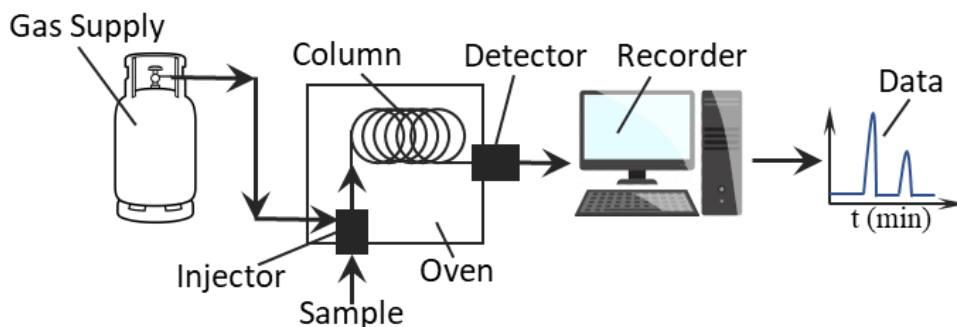 Gas Supply
Column
Detector
Recorder
Data
Injector
Oven
Sample
t (min)